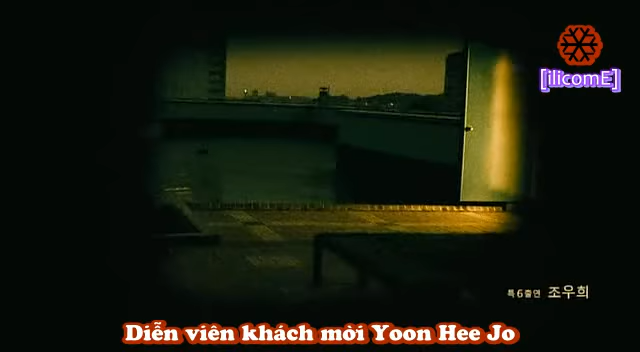 [ilicomE]
특6출연 조우희
Diễn viên khách mời Yoon Hee Jo